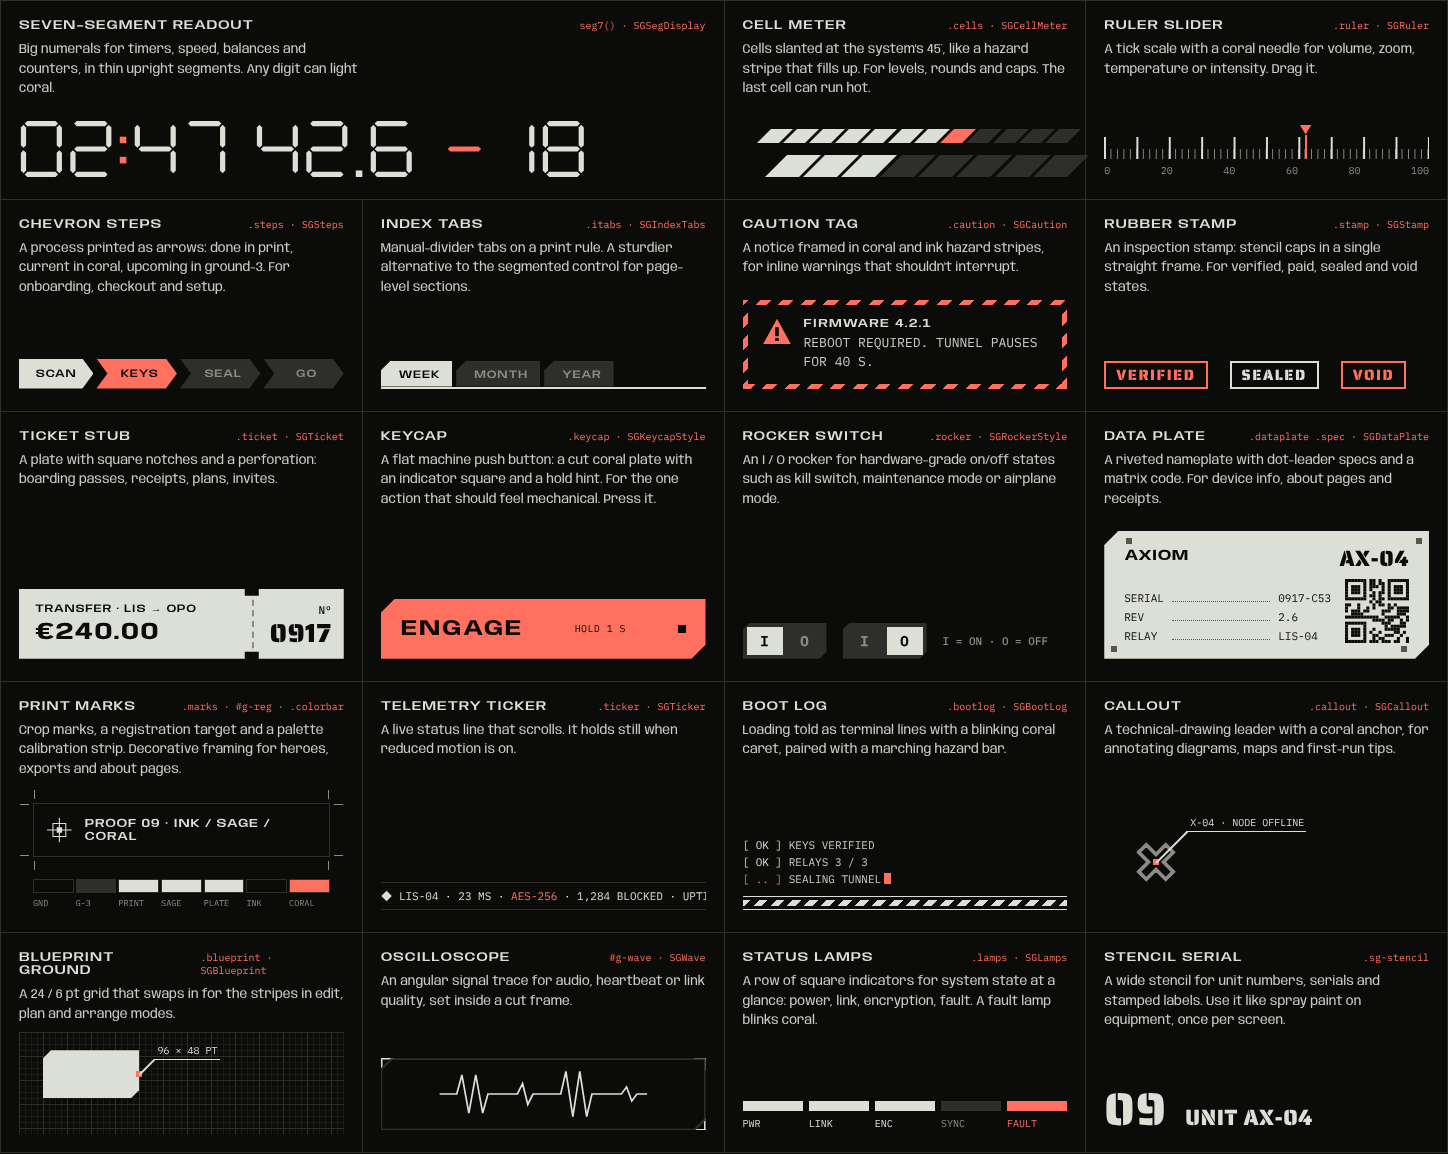 SEVEN-SEGMENT READOUT
seg7() · SGSegDisplay
Big numerals for timers, speed, balances and
counters, in thin upright segments. Any digit can light
coral.
02:47 42.6 - 18
CELL METER
.cells · SGCellMeter
Cells slanted at the system's 45°, like a hazard
stripe that fills up. For levels, rounds and caps. The
last cell can run hot.
RULER SLIDER
.ruler · SGRuler
A tick scale with a coral needle for volume, zoom,
temperature or intensity. Drag it.
0 20 40 60 80 100
CHEVRON STEPS
.steps · SGSteps
A process printed as arrows: done in print,
current in coral, upcoming in ground-3. For
onboarding, checkout and setup.
SCAN KEYS SEAL GO
INDEX TABS
.itabs · SGIndexTabs
Manual-divider tabs on a print rule. A sturdier
alternative to the segmented control for page-
level sections.
WEEK MONTH YEAR
CAUTION TAG
.caution · SGCaution
A notice framed in coral and ink hazard stripes,
for inline warnings that shouldn't interrupt.
FIRMWARE 4.2.1
REBOOT REQUIRED. TUNNEL PAUSES
FOR 40 S.
RUBBER STAMP
.stamp · SGStamp
An inspection stamp: stencil caps in a single
straight frame. For verified, paid, sealed and void
states.
VERIFIED SEALED VOID
TICKET STUB
.ticket · SGTicket
A plate with square notches and a perforation:
boarding passes, receipts, plans, invites.
TRANSFER · LIS → OPO
€240.00
Nº
0917
KEYCAP
.keycap · SGKeycapStyle
A flat machine push button: a cut coral plate with
an indicator square and a hold hint. For the one
action that should feel mechanical. Press it.
ENGAGE HOLD 1 S
ROCKER SWITCH
.rocker · SGRockerStyle
An I / O rocker for hardware-grade on/off states
such as kill switch, maintenance mode or airplane
mode.
I O I O I = ON · O = OFF
DATA PLATE
.dataplate .spec · SGDataPlate
A riveted nameplate with dot-leader specs and a
matrix code. For device info, about pages and
receipts.
AXIOM
AX-04
SERIAL 0917-C53
REV 2.6
RELAY LIS-04
PRINT MARKS
.marks · #g-reg · .colorbar
Crop marks, a registration target and a palette
calibration strip. Decorative framing for heroes,
exports and about pages.
PROOF 09 · INK / SAGE /
CORAL
GND G-3 PRINT SAGE PLATE INK CORAL
TELEMETRY TICKER
.ticker · SGTicker
A live status line that scrolls. It holds still when
reduced motion is on.
◆ LIS-04 · 23 MS · AES-256 · 1,284 BLOCKED · UPTI
BOOT LOG
.bootlog · SGBootLog
Loading told as terminal lines with a blinking coral
caret, paired with a marching hazard bar.
[ OK ] KEYS VERIFIED
[ OK ] RELAYS 3 / 3
[ .. ] SEALING TUNNEL
CALLOUT
.callout · SGCallout
A technical-drawing leader with a coral anchor, for
annotating diagrams, maps and first-run tips.
X-04 · NODE OFFLINE
BLUEPRINT
GROUND
.blueprint ·
SGBlueprint
A 24 / 6 pt grid that swaps in for the stripes in edit,
plan and arrange modes.
96 × 48 PT
OSCILLOSCOPE
#g-wave · SGWave
An angular signal trace for audio, heartbeat or link
quality, set inside a cut frame.
STATUS LAMPS
.lamps · SGLamps
A row of square indicators for system state at a
glance: power, link, encryption, fault. A fault lamp
blinks coral.
PWR LINK ENC SYNC FAULT
STENCIL SERIAL
.sg-stencil
A wide stencil for unit numbers, serials and
stamped labels. Use it like spray paint on
equipment, once per screen.
09 UNIT AX-04